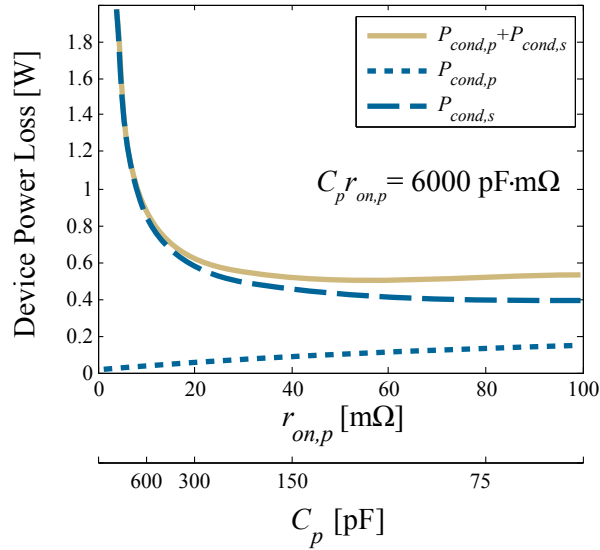 Device Power Loss [W]
1.8
1.6
1.4
1.2
1
0.8
0.6
0.4
0.2
0
P_cond,p+P_cond,s
P_cond,p
P_cond,s
C_p r_on,p= 6000 pF·mΩ
0 20 40 60 80 100
r_on,p [mΩ]
600 300 150 75
C_p [pF]